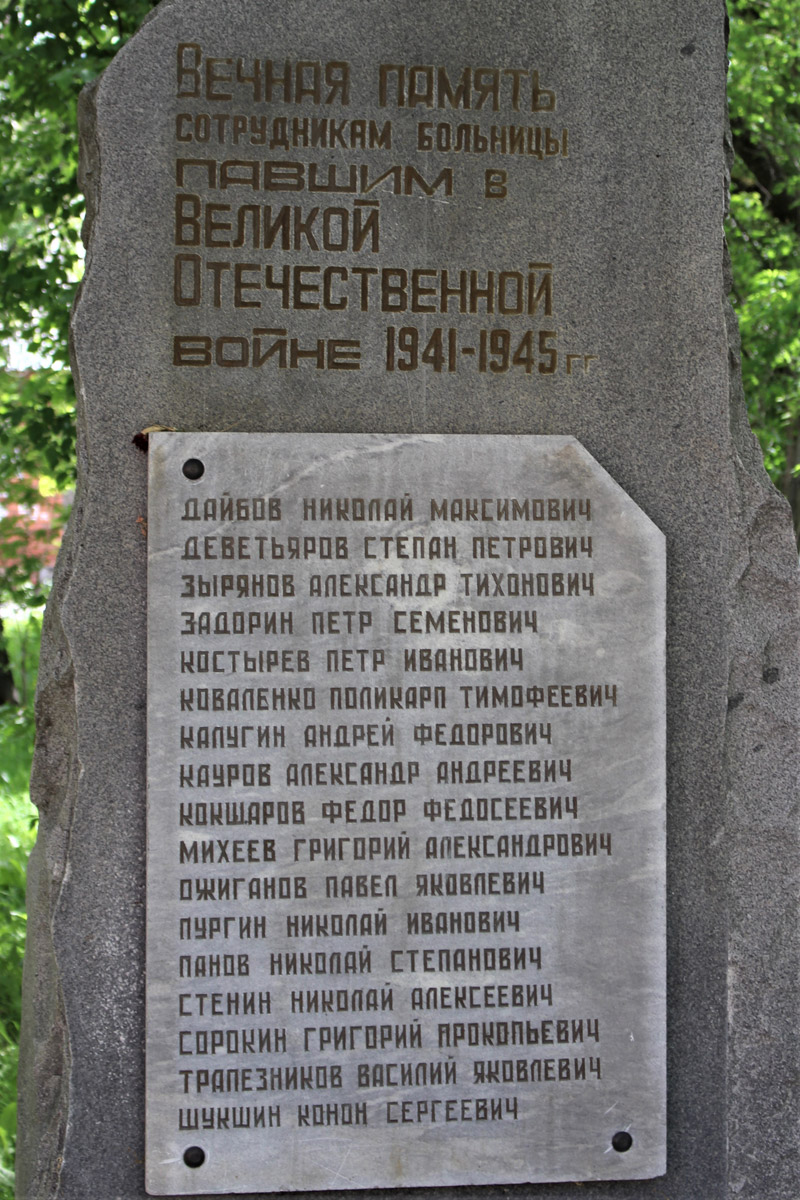 Вечная память
сотрудникам больницы
павшим в
Великой
Отечественной
войне 1941-1945 гг
ДАЙБОВ НИКОЛАЙ МАКСИМОВИЧ
ДЕВЕТЬЯРОВ СТЕПАН ПЕТРОВИЧ
ЗЫРЯНОВ АЛЕКСАНДР ТИХОНОВИЧ
ЗАДОРИН ПЕТР СЕМЕНОВИЧ
КОСТЫРЕВ ПЕТР ИВАНОВИЧ
КОВАЛЕНКО ПОЛИКАРП ТИМОФЕЕВИЧ
КАЛУГИН АНДРЕЙ ФЕДОРОВИЧ
КАУРОВ АЛЕКСАНДР АНДРЕЕВИЧ
КОКШАРОВ ФЕДОР ФЕДОСЕЕВИЧ
МИХЕЕВ ГРИГОРИЙ АЛЕКСАНДРОВИЧ
ОЖИГАНОВ ПАВЕЛ ЯКОВЛЕВИЧ
ПУРГИН НИКОЛАЙ ИВАНОВИЧ
ПАНОВ НИКОЛАЙ СТЕПАНОВИЧ
СТЕНИН НИКОЛАЙ АЛЕКСЕЕВИЧ
СОРОКИН ГРИГОРИЙ ПРОКОПЬЕВИЧ
ТРАПЕЗНИКОВ ВАСИЛИЙ ЯКОВЛЕВИЧ
ШУКШИН КОНОН СЕРГЕЕВИЧ